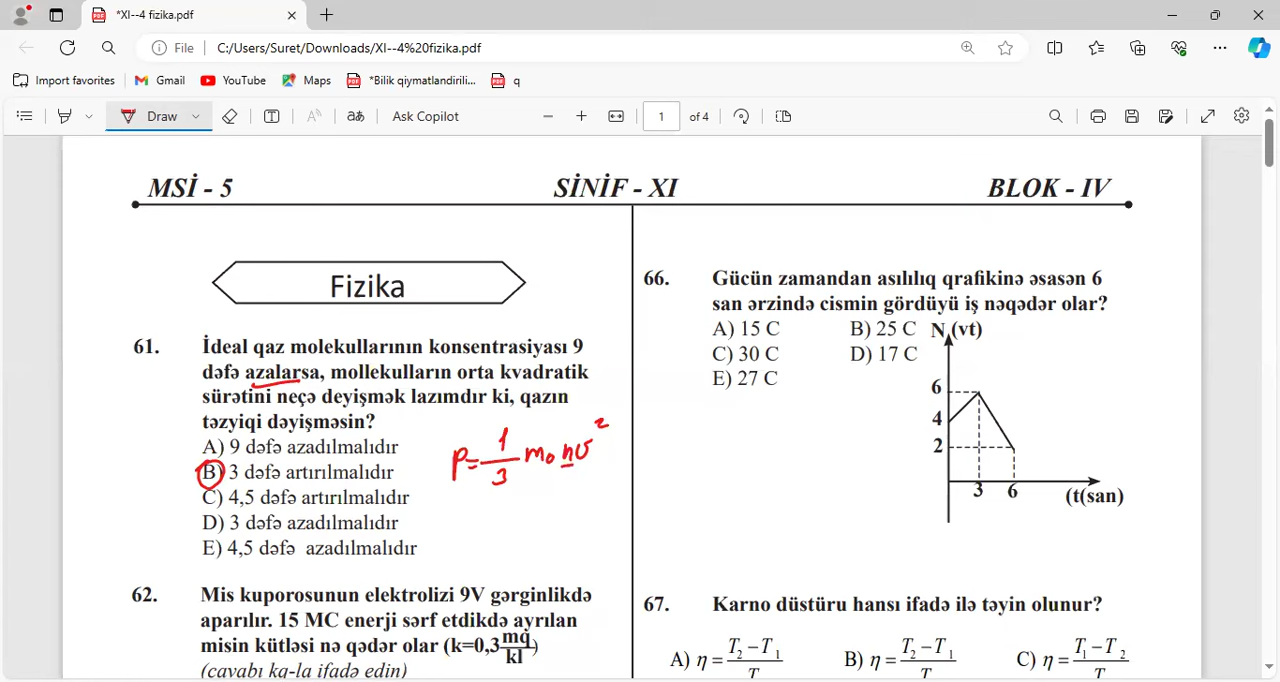 *XI--4 fizika.pdf
File C:/Users/Suret/Downloads/XI--4%20fizika.pdf
Import favorites Gmail YouTube Maps *Bilik qiymatlandirili... q
Draw aあ Ask Copilot 1 of 4
MSİ - 5 SİNİF - XI BLOK - IV
Fizika
61. İdeal qaz molekullarının konsentrasiyası 9
dəfə azalarsa, mollekulların orta kvadratik
sürətini neçə deyişmək lazımdır ki, qazın
təzyiqi dəyişməsin?
A) 9 dəfə azadılmalıdır
B) 3 dəfə artırılmalıdır
C) 4,5 dəfə artırılmalıdır
D) 3 dəfə azadılmalıdır
E) 4,5 dəfə azadılmalıdır
P = 1/3 m₀ n υ²
62. Mis kuporosunun elektrolizi 9V gərginlikdə
aparılır. 15 MC enerji sərf etdikdə ayrılan
misin kütləsi nə qədər olar (k=0,3 mq/kl)
(cavabı kq-la ifadə edin)
66. Gücün zamandan asılılıq qrafikinə əsasən 6
san ərzində cismin gördüyü iş nəqədər olar?
A) 15 C B) 25 C
C) 30 C D) 17 C
E) 27 C
N (vt)
6
4
2
3 6 (t(san)
67. Karno düstüru hansı ifadə ilə təyin olunur?
A) η = T₂ – T₁ / T B) η = T₂ – T₁ / T C) η = T₁ – T₂ / T